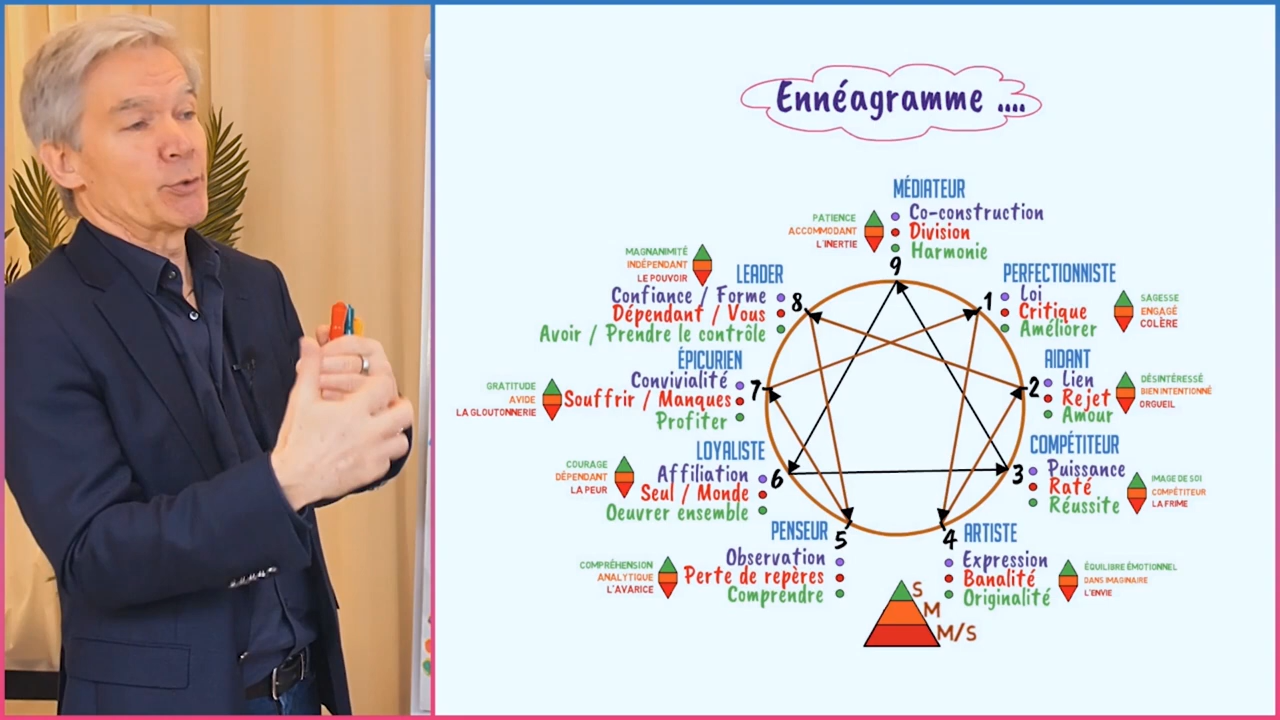 Ennéagramme ....
MÉDIATEUR
PATIENCE
ACCOMMODANT
L'INERTIE
Co-construction
Division
Harmonie
9
MAGNANIMITÉ
INDÉPENDANT
LE POUVOIR
LEADER
Confiance / Forme
Dépendant / Vous
Avoir / Prendre le contrôle
8
PERFECTIONNISTE
1
Loi
Critique
Améliorer
SAGESSE
ENGAGÉ
COLÈRE
ÉPICURIEN
Convivialité
Souffrir / Manques
Profiter
7
GRATITUDE
AVIDE
LA GLOUTONNERIE
AIDANT
2
Lien
Rejet
Amour
DÉSINTÉRESSÉ
BIEN INTENTIONNÉ
ORGUEIL
LOYALISTE
Affiliation
Seul / Monde
Oeuvrer ensemble
6
COURAGE
DÉPENDANT
LA PEUR
COMPÉTITEUR
3
Puissance
Raté
Réussite
IMAGE DE SOI
COMPÉTITEUR
LA FRIME
PENSEUR
5
Observation
Perte de repères
Comprendre
COMPRÉHENSION
ANALYTIQUE
L'AVARICE
4
ARTISTE
Expression
Banalité
Originalité
ÉQUILIBRE ÉMOTIONNEL
DANS IMAGINAIRE
L'ENVIE
S
M
M/S